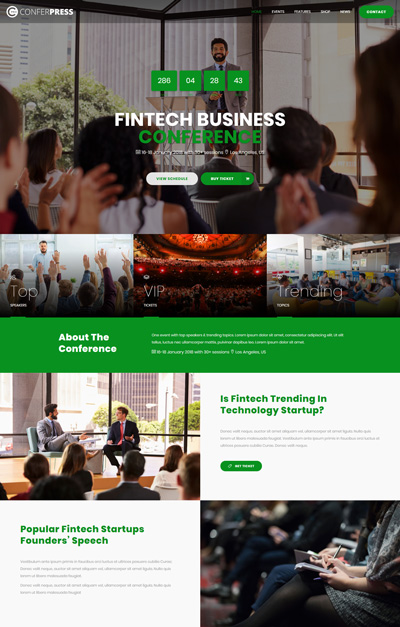 CONFERPRESS
HOME EVENTS FEATURES SHOP NEWS CONTACT
286 04 28 43
FINTECH BUSINESS
CONFERENCE
16-18 January 2018 with 30+ sessions Los Angeles, US
VIEW SCHEDULE BUY TICKET
Top
SPEAKERS
VIP
TICKETS
Trending
TOPICS
About The
Conference
One event with top speakers & trending topics. Lorem ipsum dolor sit amet, consectetur adipiscing elit. Us elit
tellus, luctus nec ullamcorper mattis, pulvinar dapibus leo. Lorem ipsum dolor sit amet.
16-18 January 2018 with 30+ sessions Los Angeles, US
Is Fintech Trending In
Technology Startup?
Donec velit neque, auctor sit amet aliquam vel, ullamcorper sit amet ligula.
Vestibulum ante ipsum primis in faucibus orci luctus et
ultrices posuere cubilia Curae. Donec velit neque.
GET TICKET
Popular Fintech Startups
Founders' Speech
Vestibulum ante ipsum primis in faucibus orci luctus et ultrices posuere cubilia Curae.
Donec velit neque, auctor sit amet aliquam vel, ullamcorper sit amet ligula. Nulla quis
lorem ut libero malesuada feugiat.
Donec velit neque, auctor sit amet aliquam vel, ullamcorper sit amet ligula. Nulla quis
lorem ut libero malesuada feugiat.